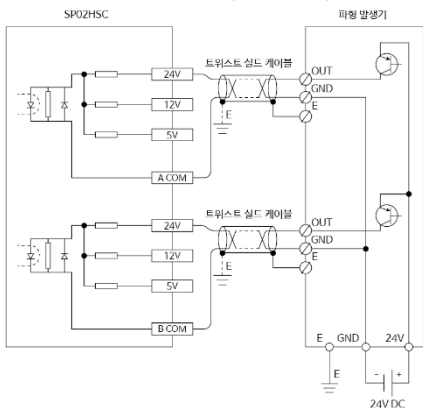 SP02HSC
파형 발생기
24V
12V
5V
A COM
트위스트 실드 케이블
E
OUT
GND
E
24V
12V
5V
B COM
트위스트 실드 케이블
E
OUT
GND
E
E GND 24V
E
- +
24V DC